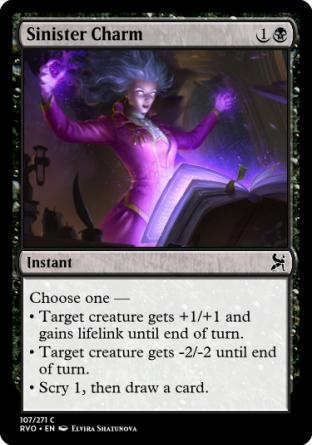 Sinister Charm 1
Instant
Choose one —
• Target creature gets +1/+1 and
gains lifelink until end of turn.
• Target creature gets -2/-2 until end
of turn.
• Scry 1, then draw a card.
107/271 C
RVO • EN Elvira Shatunova